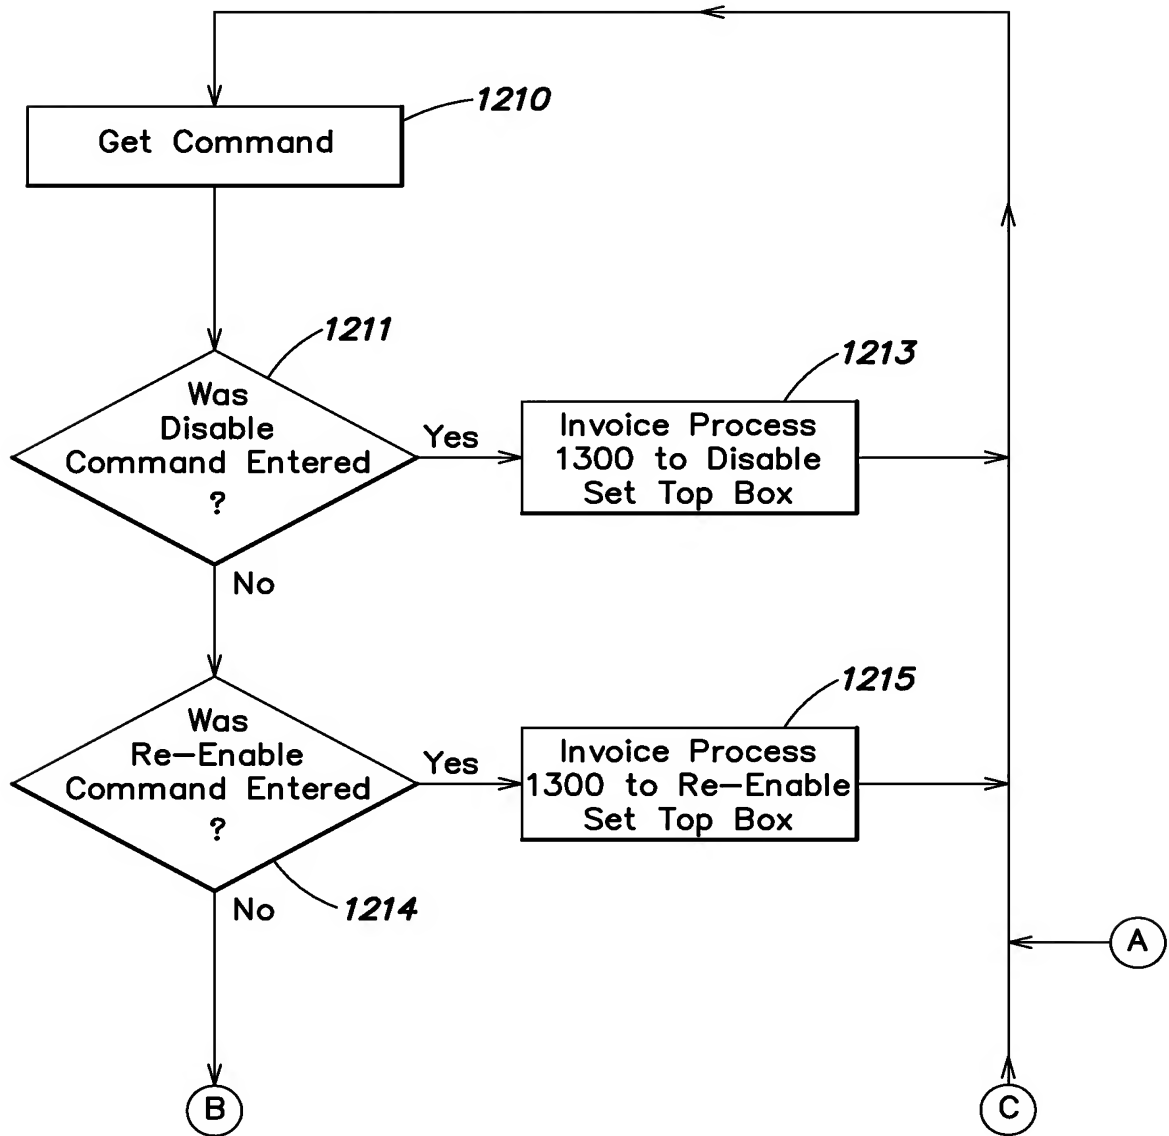 1210
Get Command
1211
Was
Disable
Command Entered
?
Yes
1213
Invoice Process
1300 to Disable
Set Top Box
No
Was
Re-Enable
Command Entered
?
Yes
1215
Invoice Process
1300 to Re-Enable
Set Top Box
1214
No
A
B
C